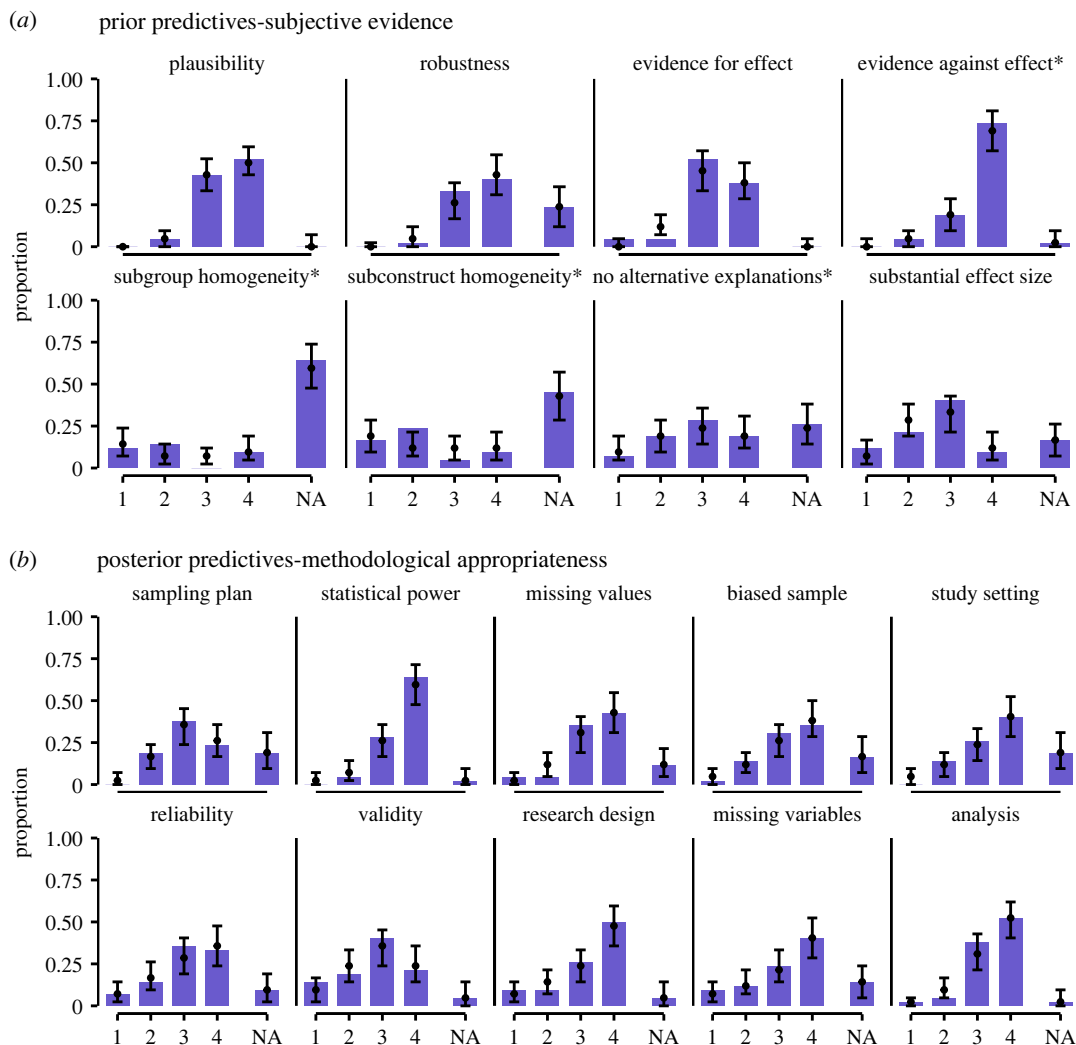 (a) prior predictives-subjective evidence
plausibility robustness evidence for effect evidence against effect*
1.00
0.75
0.50
0.25
0
subgroup homogeneity* subconstruct homogeneity* no alternative explanations* substantial effect size
proportion
1.00
0.75
0.50
0.25
0
1 2 3 4 NA 1 2 3 4 NA 1 2 3 4 NA 1 2 3 4 NA
(b) posterior predictives-methodological appropriateness
sampling plan statistical power missing values biased sample study setting
1.00
0.75
0.50
0.25
0
reliability validity research design missing variables analysis
proportion
1.00
0.75
0.50
0.25
0
1 2 3 4 NA 1 2 3 4 NA 1 2 3 4 NA 1 2 3 4 NA 1 2 3 4 NA